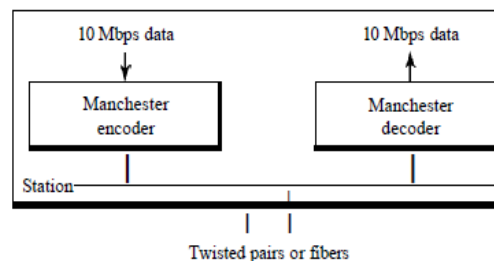 10 Mbps data
10 Mbps data
Manchester
encoder
Manchester
decoder
Station
Twisted pairs or fibers